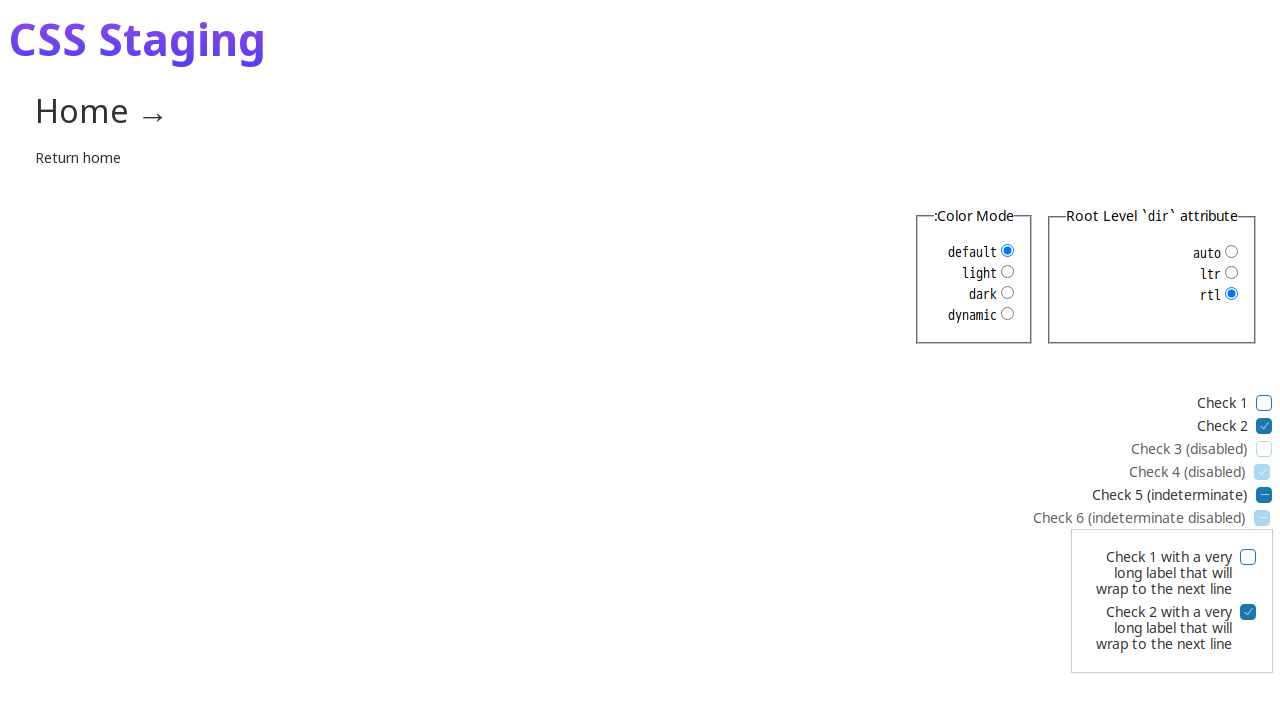 CSS Staging
Home →
Return home
Root Level `dir` attribute
auto
ltr
rtl
:Color Mode
default
light
dark
dynamic
Check 1
Check 2
Check 3 (disabled)
Check 4 (disabled)
Check 5 (indeterminate)
Check 6 (indeterminate disabled)
Check 1 with a very
long label that will
wrap to the next line
Check 2 with a very
long label that will
wrap to the next line